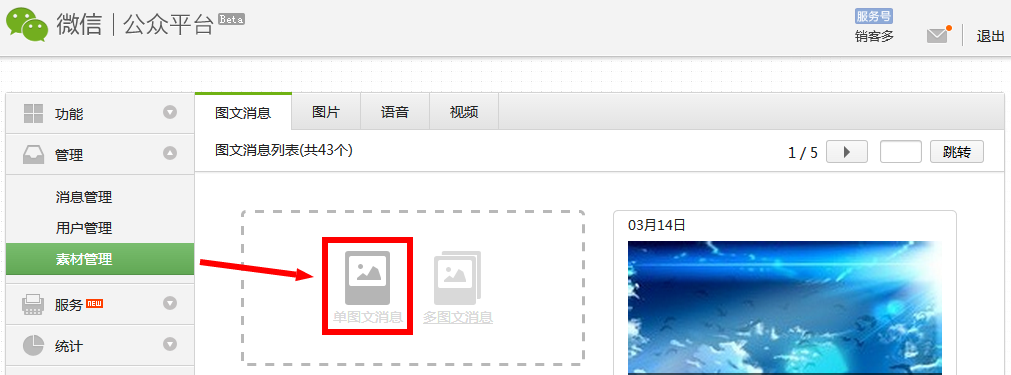 微信 | 公众平台 Beta
服务号
销客多
退出
功能
管理
消息管理
用户管理
素材管理
服务 NEW
统计
图文消息 图片 语音 视频
图文消息列表(共43个)
1 / 5 跳转
单图文消息 多图文消息
03月14日